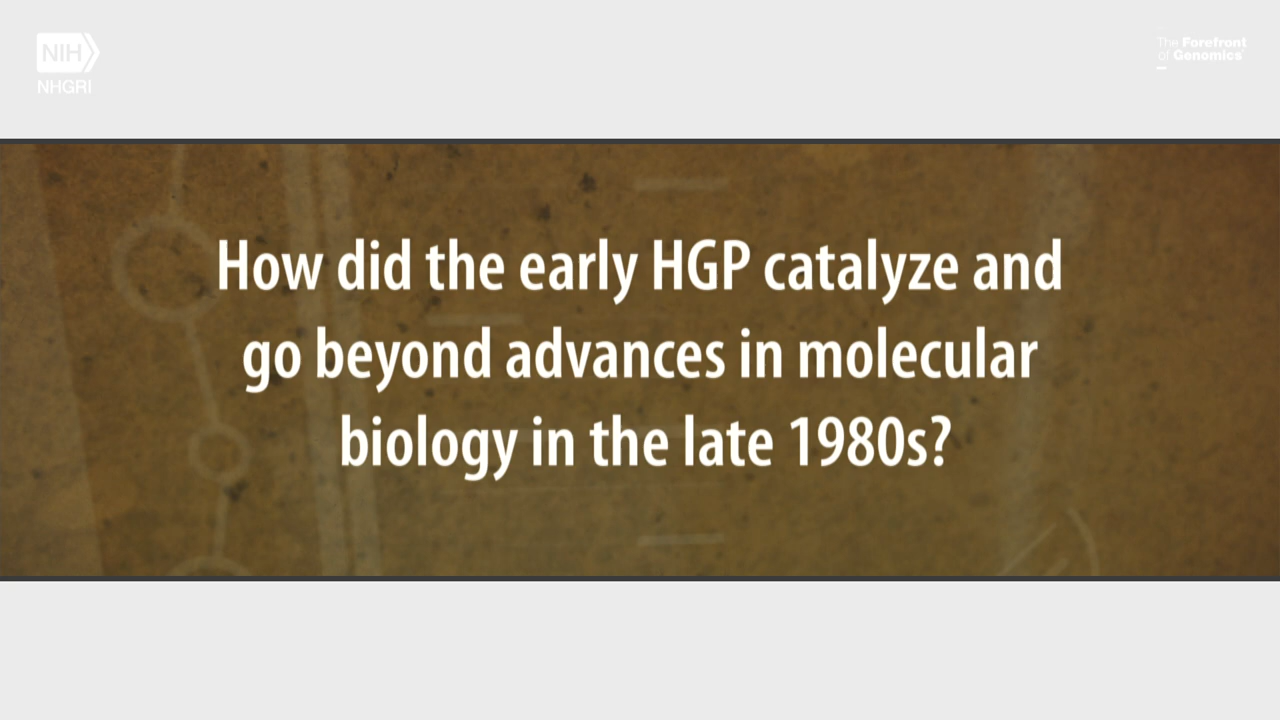 NIH
NHGRI
The Forefront
of Genomics
How did the early HGP catalyze and
go beyond advances in molecular
biology in the late 1980s?